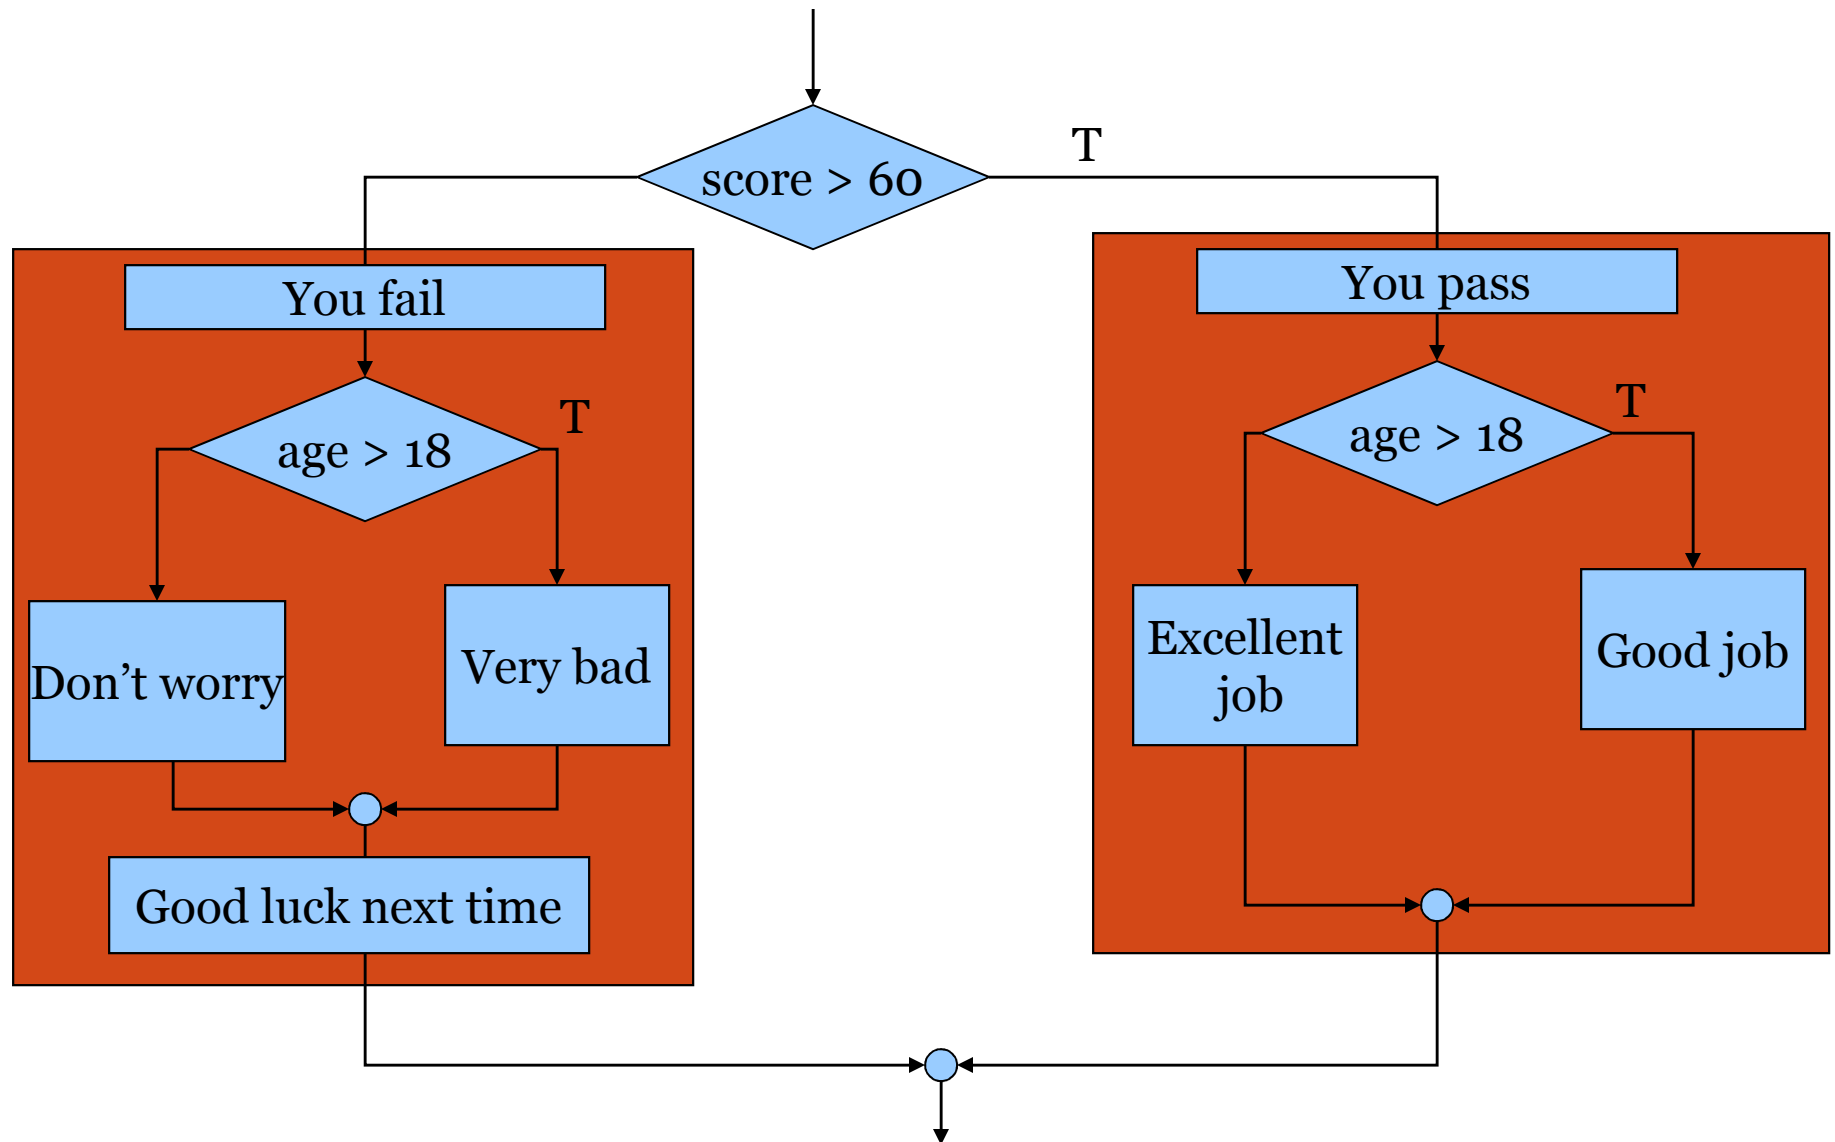 T
score > 60
You fail
You pass
T
age > 18
T
age > 18
Don’t worry
Very bad
Excellent
job
Good job
Good luck next time